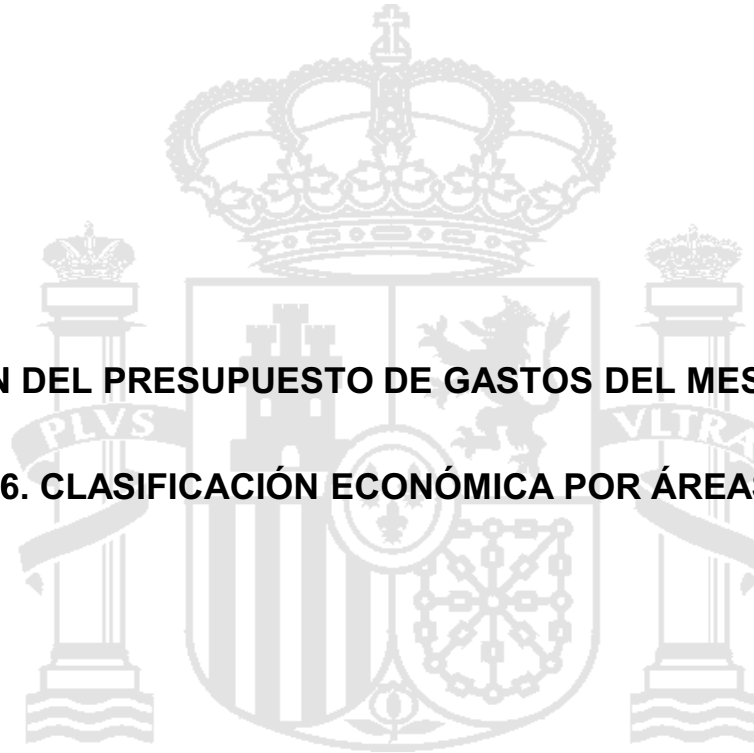 N DEL PRESUPUESTO DE GASTOS DEL MES
PLVS VLTRA
6. CLASIFICACIÓN ECONÓMICA POR ÁREAS